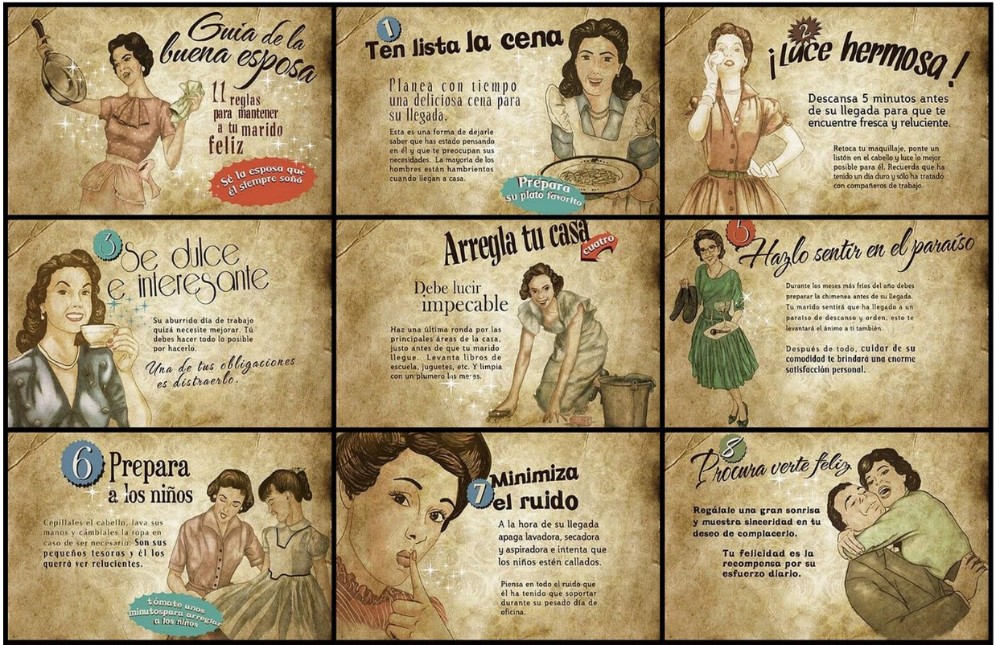 Guía de la
buena esposa
11 reglas
para mantener
a tu marido
feliz
Sé la esposa que
él siempre soñó
1
Ten lista la cena
Planea con tiempo
una deliciosa cena para
su llegada.
Esta es una forma de dejarle
saber que has estado pensando
en él y que te preocupan sus
necesidades. La mayoría de los
hombres están hambrientos
cuando llegan a casa.
Prepara
su plato favorito
2
¡Luce hermosa!
Descansa 5 minutos antes
de su llegada para que te
encuentre fresca y reluciente.
Retoca tu maquillaje, ponte un
listón en el cabello y luce lo mejor
posible para él. Recuerda que ha
tenido un día duro y sólo ha tratado
con compañeros de trabajo.
3
Se dulce
e interesante
Su aburrido día de trabajo
quizá necesite mejorar. Tú
debes hacer todo lo posible
por hacerlo.
Una de tus obligaciones
es distraerlo.
Arregla tu casa
cuatro
Debe lucir
impecable
Haz una última ronda por las
principales áreas de la casa,
justo antes de que tu marido
llegue. Levanta libros de
escuela, juguetes, etc. Y limpia
con un plumero las mesas.
5
Hazlo sentir en el paraíso
Durante los meses más fríos del año debes
preparar la chimenea antes de su llegada.
Tu marido sentirá que ha llegado a un
paraíso de descanso y orden, esto te
levantará el ánimo a ti también.
Después de todo, cuidar de su
comodidad te brindará una enorme
satisfacción personal.
6
Prepara
a los niños
Cepíllales el cabello, lava sus
manos y cámbiales la ropa en
caso de ser necesario. Son sus
pequeños tesoros y él los
querrá ver relucientes.
tómate unos
minutospara arreglar
a los niños
7
Minimiza
el ruido
A la hora de su llegada
apaga lavadora, secadora
y aspiradora e intenta que
los niños estén callados.
Piensa en todo el ruido que
él ha tenido que soportar
durante su pesado día de
oficina.
8
Procura verte feliz
Regálale una gran sonrisa
y muestra sinceridad en tu
deseo de complacerlo.
Tu felicidad es la
recompensa por su
esfuerzo diario.